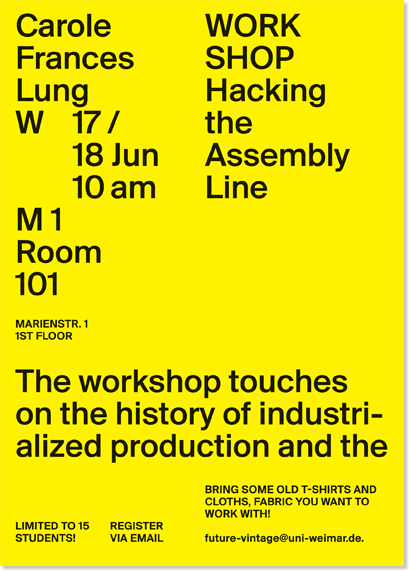 Carole
Frances
Lung
W 17 /
18 Jun
10 am
M 1
Room
101
WORK
SHOP
Hacking
the
Assembly
Line
MARIENSTR. 1
1ST FLOOR
The workshop touches
on the history of industri-
alized production and the
BRING SOME OLD T-SHIRTS AND
CLOTHS, FABRIC YOU WANT TO
WORK WITH!
LIMITED TO 15
STUDENTS!
REGISTER
VIA EMAIL
future-vintage@uni-weimar.de.